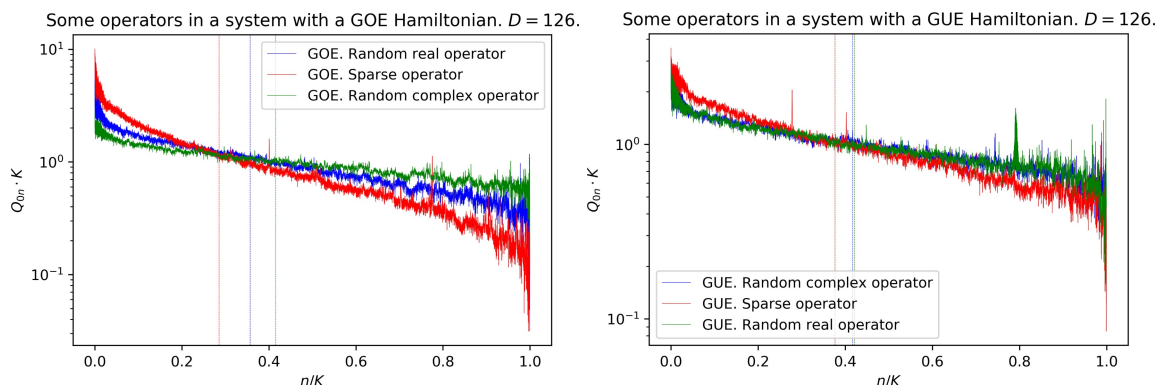 Some operators in a system with a GOE Hamiltonian. D = 126.
10¹
10⁰
10⁻¹
Q₀ₙ · K
GOE. Random real operator
GOE. Sparse operator
GOE. Random complex operator
0.0 0.2 0.4 0.6 0.8 1.0
n/K
Some operators in a system with a GUE Hamiltonian. D = 126.
10⁰
10⁻¹
Q₀ₙ · K
GUE. Random complex operator
GUE. Sparse operator
GUE. Random real operator
0.0 0.2 0.4 0.6 0.8 1.0
n/K